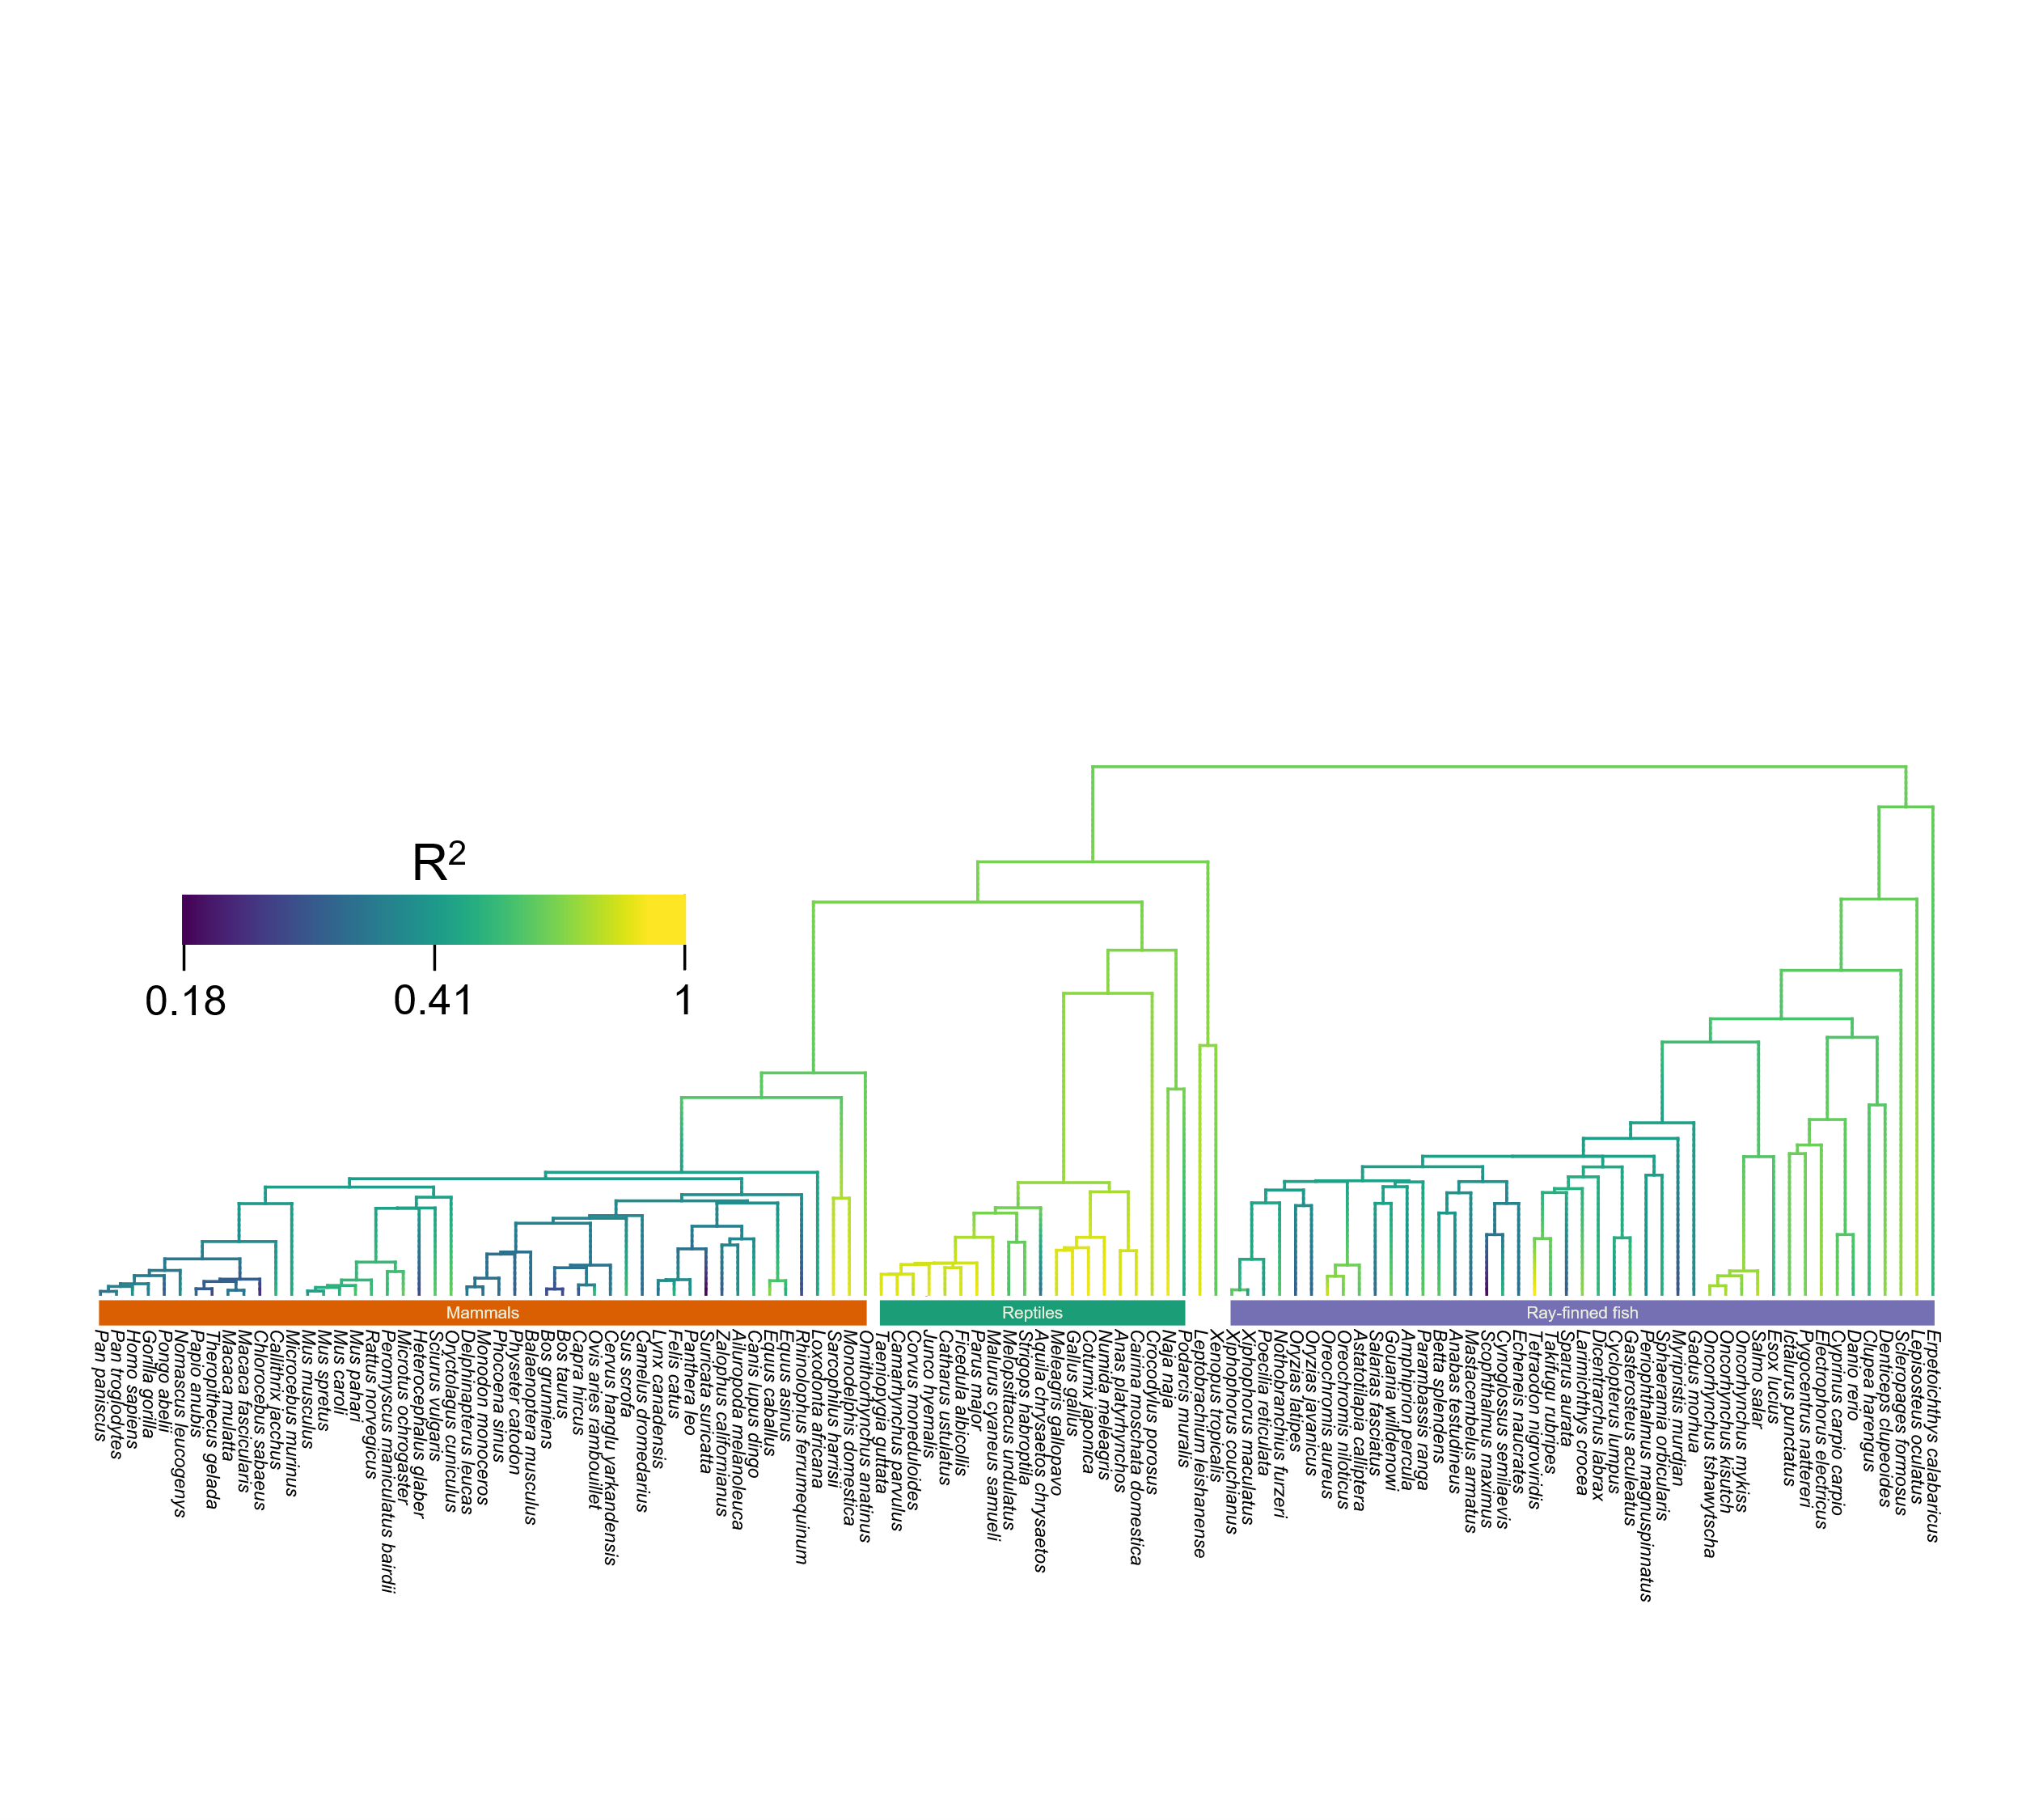 R²
0.18
0.41
1
Mammals
Reptiles
Ray-finned fish
Pan paniscus
Pan troglodytes
Homo sapiens
Gorilla gorilla
Pongo abelii
Nomascus leucogenys
Papio anubis
Theropithecus gelada
Macaca mulatta
Macaca fascicularis
Chlorocebus sabaeus
Callithrix jacchus
Microcebus murinus
Mus musculus
Mus spretus
Mus caroli
Mus pahari
Rattus norvegicus
Peromyscus maniculatus bairdii
Microtus ochrogaster
Heterocephalus glaber
Sciurus vulgaris
Oryctolagus cuniculus
Delphinapterus leucas
Monodon monoceros
Phocoena sinus
Physeter catodon
Balaenoptera musculus
Bos grunniens
Bos taurus
Capra hircus
Ovis aries rambouillet
Cervus hanglu yarkandensis
Sus scrofa
Camelus dromedarius
Lynx canadensis
Felis catus
Panthera leo
Suricata suricatta
Zalophus californianus
Ailuropoda melanoleuca
Canis lupus dingo
Equus caballus
Equus asinus
Rhinolophus ferrumequinum
Loxodonta africana
Sarcophilus harrisii
Monodelphis domestica
Ornithorhynchus anatinus
Taeniopygia guttata
Camarhynchus parvulus
Corvus moneduloides
Junco hyemalis
Catharus ustulatus
Ficedula albicollis
Parus major
Malurus cyaneus samueli
Melopsittacus undulatus
Strigops habroptila
Aquila chrysaetos chrysaetos
Meleagris gallopavo
Gallus gallus
Coturnix japonica
Numida meleagris
Anas platyrhynchos
Cairina moschata domestica
Crocodylus porosus
Naja naja
Podarcis muralis
Leptobrachium leishanense
Xenopus tropicalis
Xiphophorus couchianus
Xiphophorus maculatus
Poecilia reticulata
Nothobranchius furzeri
Oryzias latipes
Oryzias javanicus
Oreochromis aureus
Oreochromis niloticus
Astatotilapia calliptera
Salarias fasciatus
Gouania willdenowi
Amphiprion percula
Parambassis ranga
Betta splendens
Anabas testudineus
Mastacembelus armatus
Scophthalmus maximus
Cynoglossus semilaevis
Echeneis naucrates
Tetraodon nigroviridis
Takifugu rubripes
Sparus aurata
Larimichthys crocea
Dicentrarchus labrax
Cyclopterus lumpus
Gasterosteus aculeatus
Periophthalmus magnuspinnatus
Sphaeramia orbicularis
Myripristis murdjan
Gadus morhua
Oncorhynchus tshawytscha
Oncorhynchus kisutch
Oncorhynchus mykiss
Salmo salar
Esox lucius
Ictalurus punctatus
Pygocentrus nattereri
Electrophorus electricus
Cyprinus carpio carpio
Danio rerio
Clupea harengus
Denticeps clupeoides
Scleropages formosus
Lepisosteus oculatus
Erpetoichthys calabaricus